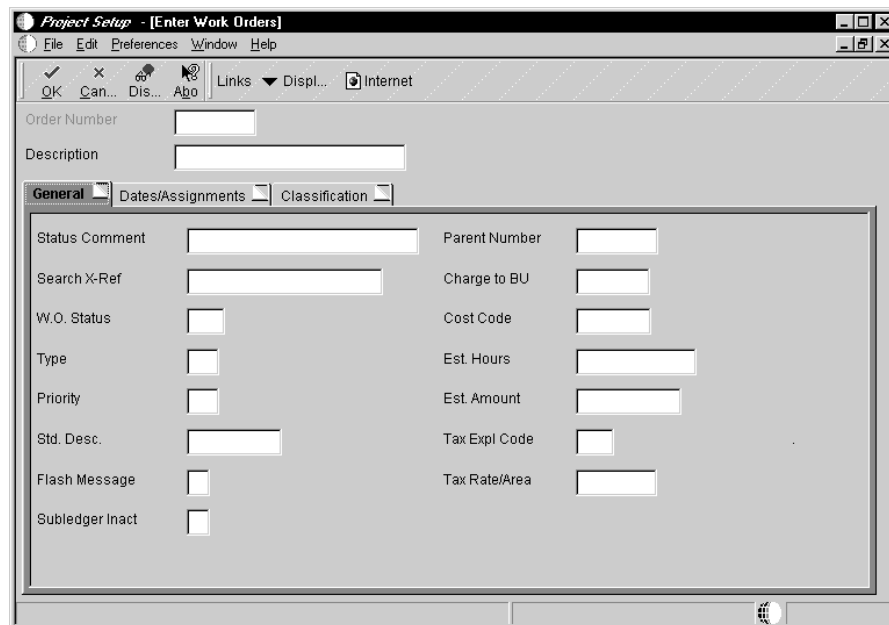 Project Setup - [Enter Work Orders]
File Edit Preferences Window Help
OK Can... Dis... Abo Links Displ... Internet
Order Number
Description
General Dates/Assignments Classification
Status Comment Parent Number
Search X-Ref Charge to BU
W.O. Status Cost Code
Type Est. Hours
Priority Est. Amount
Std. Desc. Tax Expl Code
Flash Message Tax Rate/Area
Subledger Inact